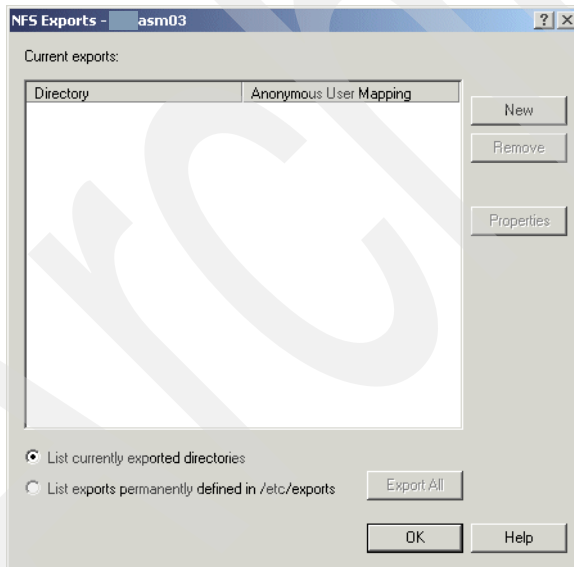 NFS Exports - asm03
Current exports:
Directory Anonymous User Mapping
New
Remove
Properties
List currently exported directories
List exports permanently defined in /etc/exports
Export All
OK Help